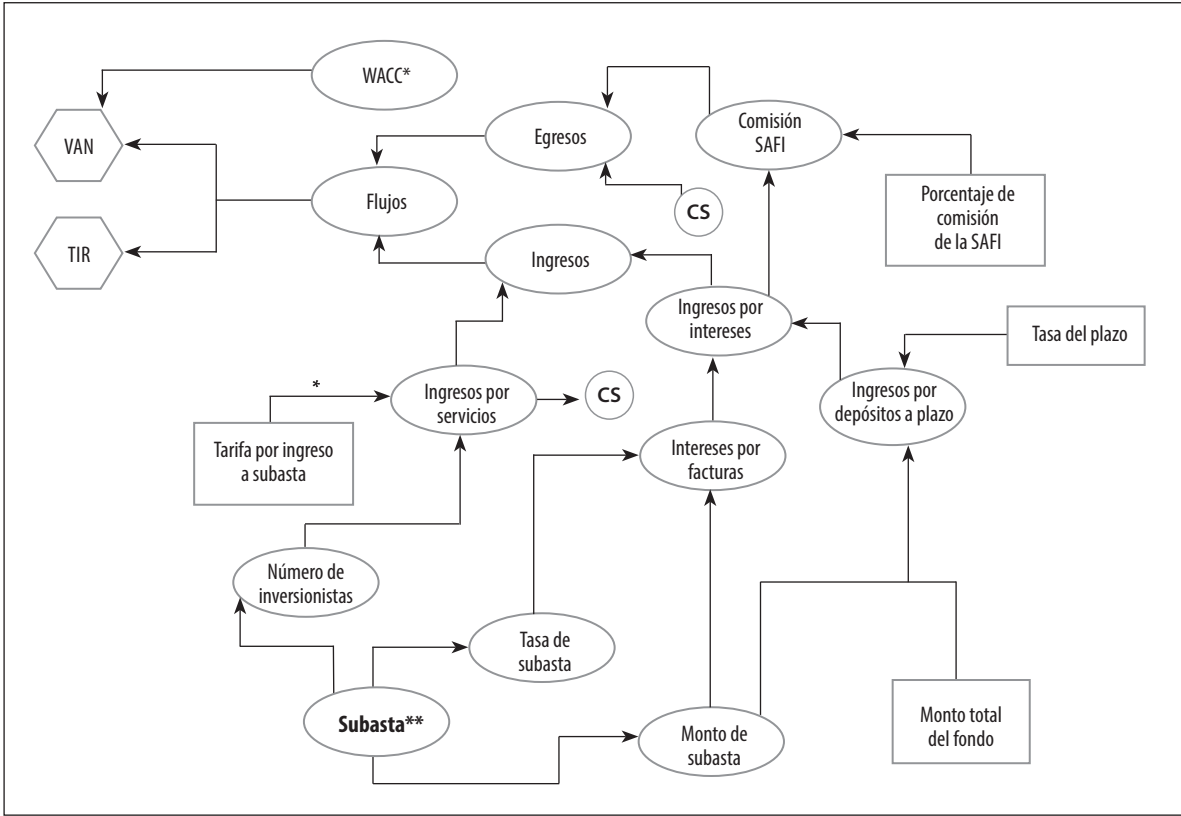 WACC*
VAN
Egresos
Comisión
SAFI
Flujos
CS
Porcentaje de
comisión
de la SAFI
TIR
Ingresos
Ingresos por
intereses
Tasa del plazo
*
Ingresos por
servicios
CS
Ingresos por
depósitos a plazo
Tarifa por ingreso
a subasta
Intereses por
facturas
Número de
inversionistas
Tasa de
subasta
Subasta**
Monto de
subasta
Monto total
del fondo